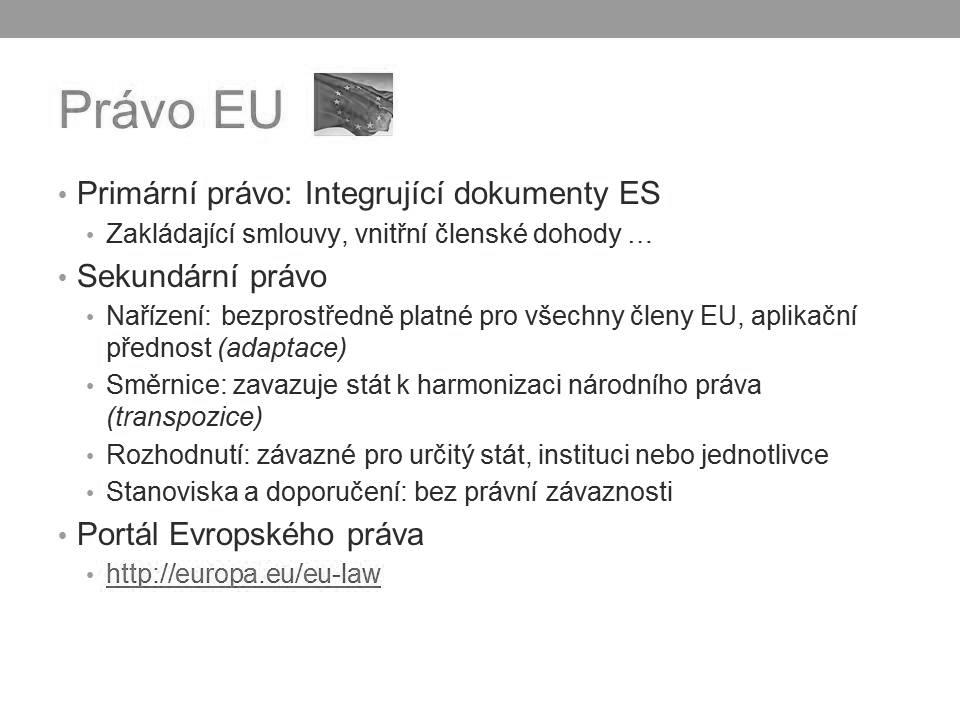 Právo EU
• Primární právo: Integrující dokumenty ES
• Zakládající smlouvy, vnitřní členské dohody …
• Sekundární právo
• Nařízení: bezprostředně platné pro všechny členy EU, aplikační
přednost (adaptace)
• Směrnice: zavazuje stát k harmonizaci národního práva
(transpozice)
• Rozhodnutí: závazné pro určitý stát, instituci nebo jednotlivce
• Stanoviska a doporučení: bez právní závaznosti
• Portál Evropského práva
• http://europa.eu/eu-law